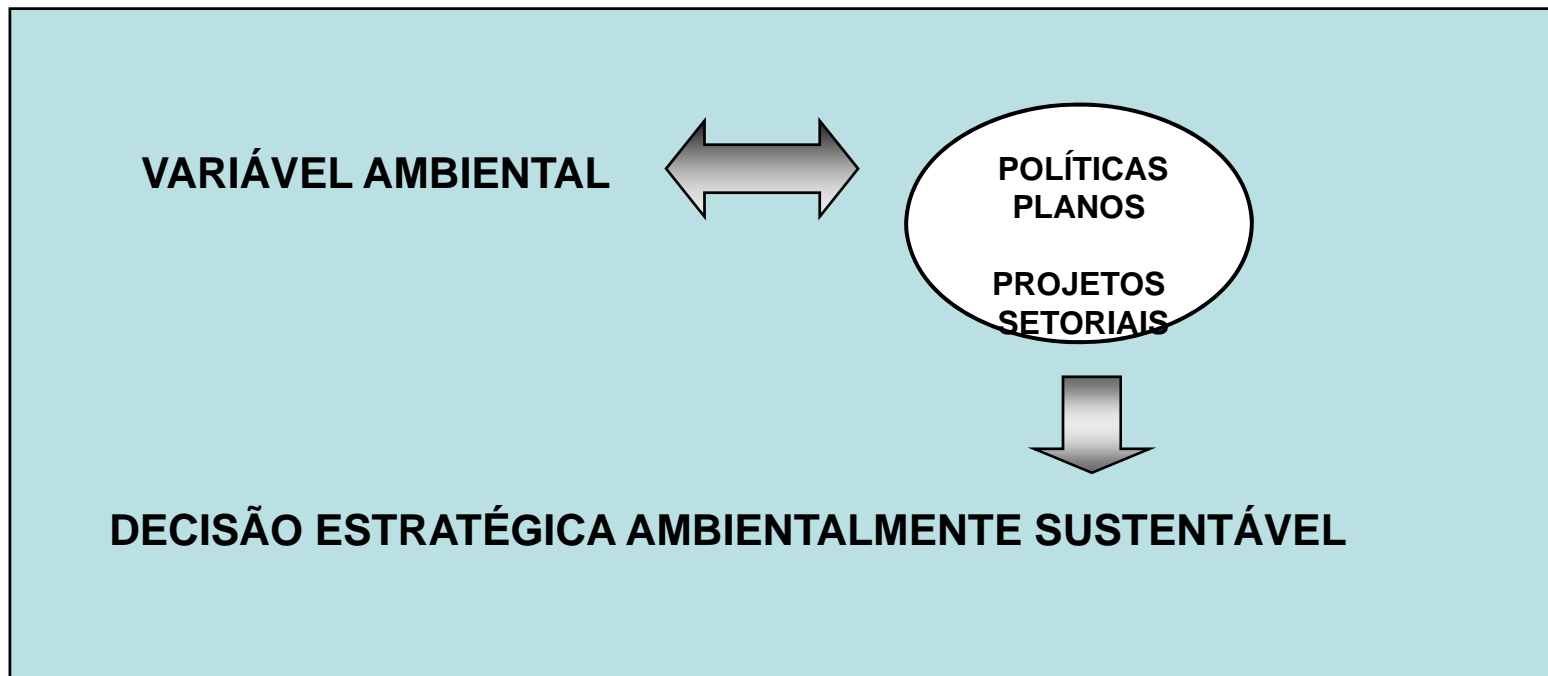 VARIÁVEL AMBIENTAL
POLÍTICAS
PLANOS
PROJETOS
SETORIAIS
DECISÃO ESTRATÉGICA AMBIENTALMENTE SUSTENTÁVEL